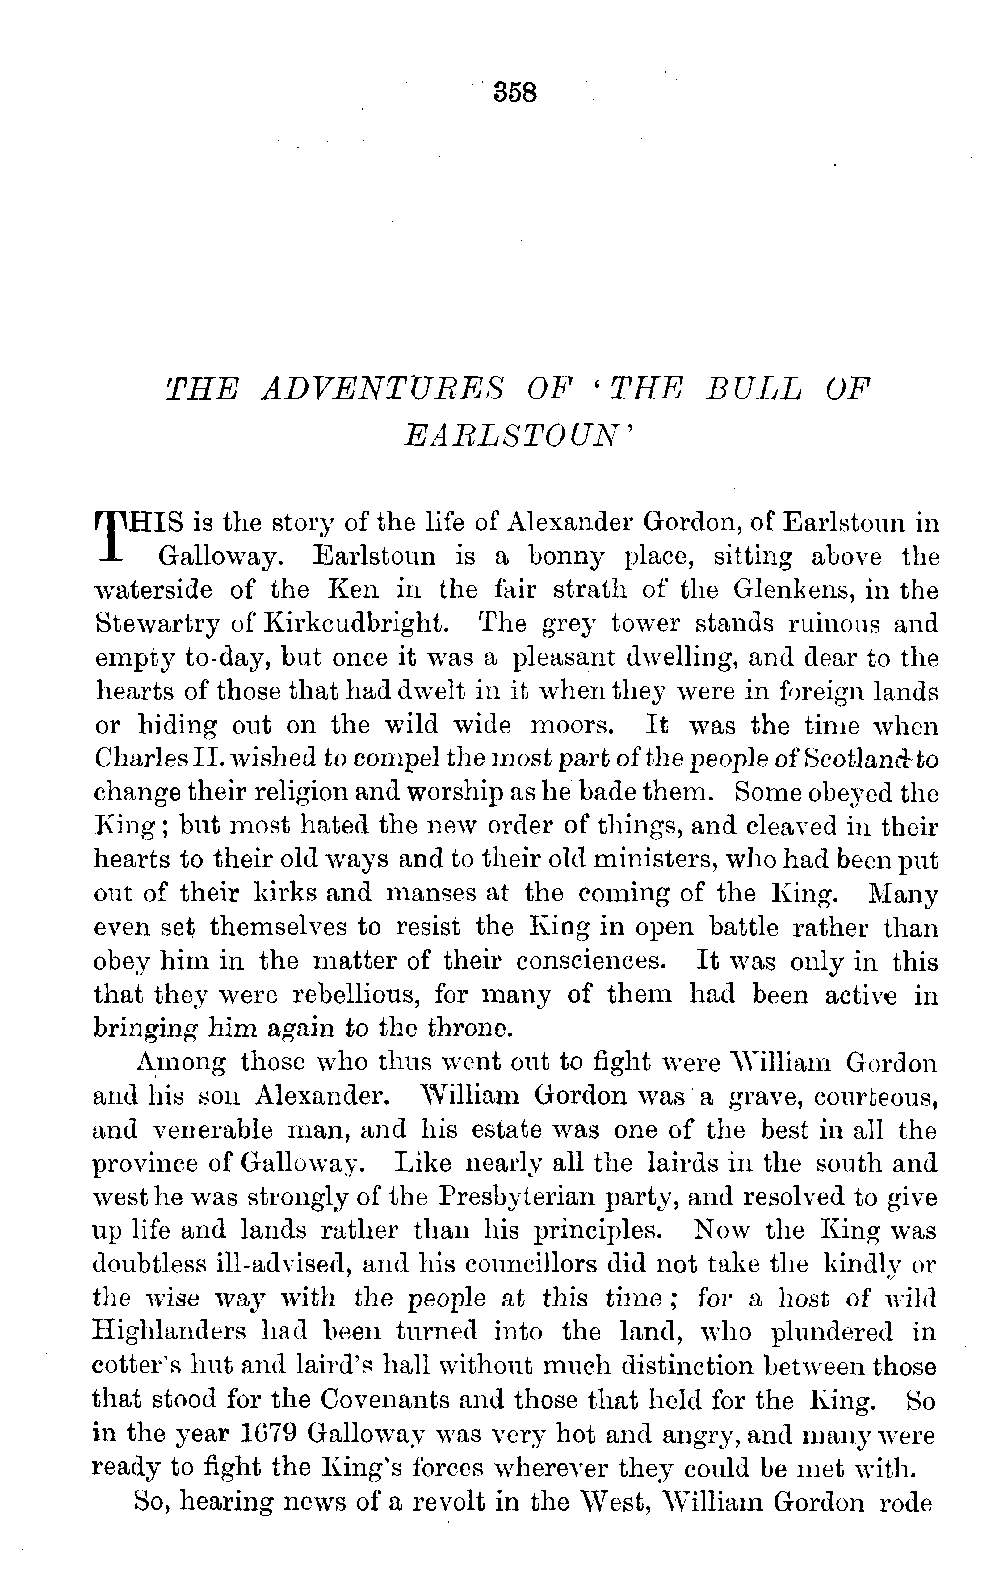 358
THE ADVENTURES OF ‘THE BULL OF
EARLSTOUN’
THIS is the story of the life of Alexander Gordon, of Earlstoun in
Galloway. Earlstoun is a bonny place, sitting above the
waterside of the Ken in the fair strath of the Glenkens, in the
Stewartry of Kirkcudbright. The grey tower stands ruinous and
empty to-day, but once it was a pleasant dwelling, and dear to the
hearts of those that had dwelt in it when they were in foreign lands
or hiding out on the wild wide moors. It was the time when
Charles II. wished to compel the most part of the people of Scotland to
change their religion and worship as he bade them. Some obeyed the
King; but most hated the new order of things, and cleaved in their
hearts to their old ways and to their old ministers, who had been put
out of their kirks and manses at the coming of the King. Many
even set themselves to resist the King in open battle rather than
obey him in the matter of their consciences. It was only in this
that they were rebellious, for many of them had been active in
bringing him again to the throne.
Among those who thus went out to fight were William Gordon
and his son Alexander. William Gordon was a grave, courteous,
and venerable man, and his estate was one of the best in all the
province of Galloway. Like nearly all the lairds in the south and
west he was strongly of the Presbyterian party, and resolved to give
up life and lands rather than his principles. Now the King was
doubtless ill-advised, and his councillors did not take the kindly or
the wise way with the people at this time; for a host of wild
Highlanders had been turned into the land, who plundered in
cotter's hut and laird's hall without much distinction between those
that stood for the Covenants and those that held for the King. So
in the year 1679 Galloway was very hot and angry, and many were
ready to fight the King's forces wherever they could be met with.
So, hearing news of a revolt in the West, William Gordon rode